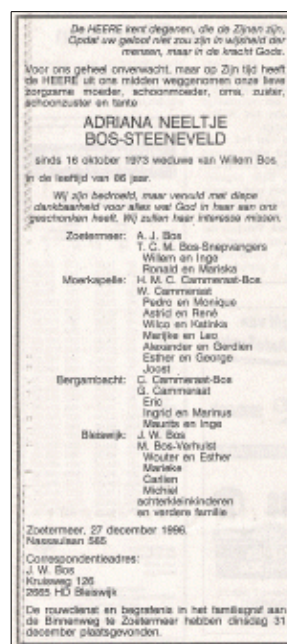 De HEERE kent degenen, die de Zijnen zijn,
Opdat uw geloof niet zou zijn in wijsheid der
mensen, maar in de kracht Gods.
Voor ons geheel onverwacht, maar op Zijn tijd heeft
de HEERE uit ons midden weggenomen onze lieve
zorgzame moeder, schoonmoeder, oma, zuster,
schoonzuster en tante
ADRIANA NEELTJE
BOS-STEENEVELD
sinds 16 oktober 1973 weduwe van Willem Bos
in de leeftijd van 86 jaar.
Wij zijn bedroefd, maar vervuld met diepe
dankbaarheid voor alles wat God in haar aan ons
geschonken heeft. Wij zullen haar interesse missen.
Zoetermeer: A. J. Bos
T. C. M. Bos-Snepvangers
Willem en Inge
Ronald en Mariska
Moerkapelle: H. M. C. Cammeraat-Bos
W. Cammeraat
Pedro en Monique
Astrid en René
Wilco en Katinka
Marijke en Leo
Alexander en Gerdien
Esther en George
Joost
Bergambacht: C. Cammeraat-Bos
G. Cammeraat
Eric
Ingrid en Marinus
Maurits en Inge
Bleiswijk: J. W. Bos
M. Bos-Verhulst
Wouter en Esther
Marieke
Carlien
Michiel
achterkleinkinderen
en verdere familie
Zoetermeer, 27 december 1996.
Nassaulaan 565
Correspondentieadres:
J. W. Bos
Kruisweg 126
2665 HD Bleiswijk
De rouwdienst en begrafenis in het familiegraf aan
de Binnenweg te Zoetermeer hebben dinsdag 31
december plaatsgevonden.